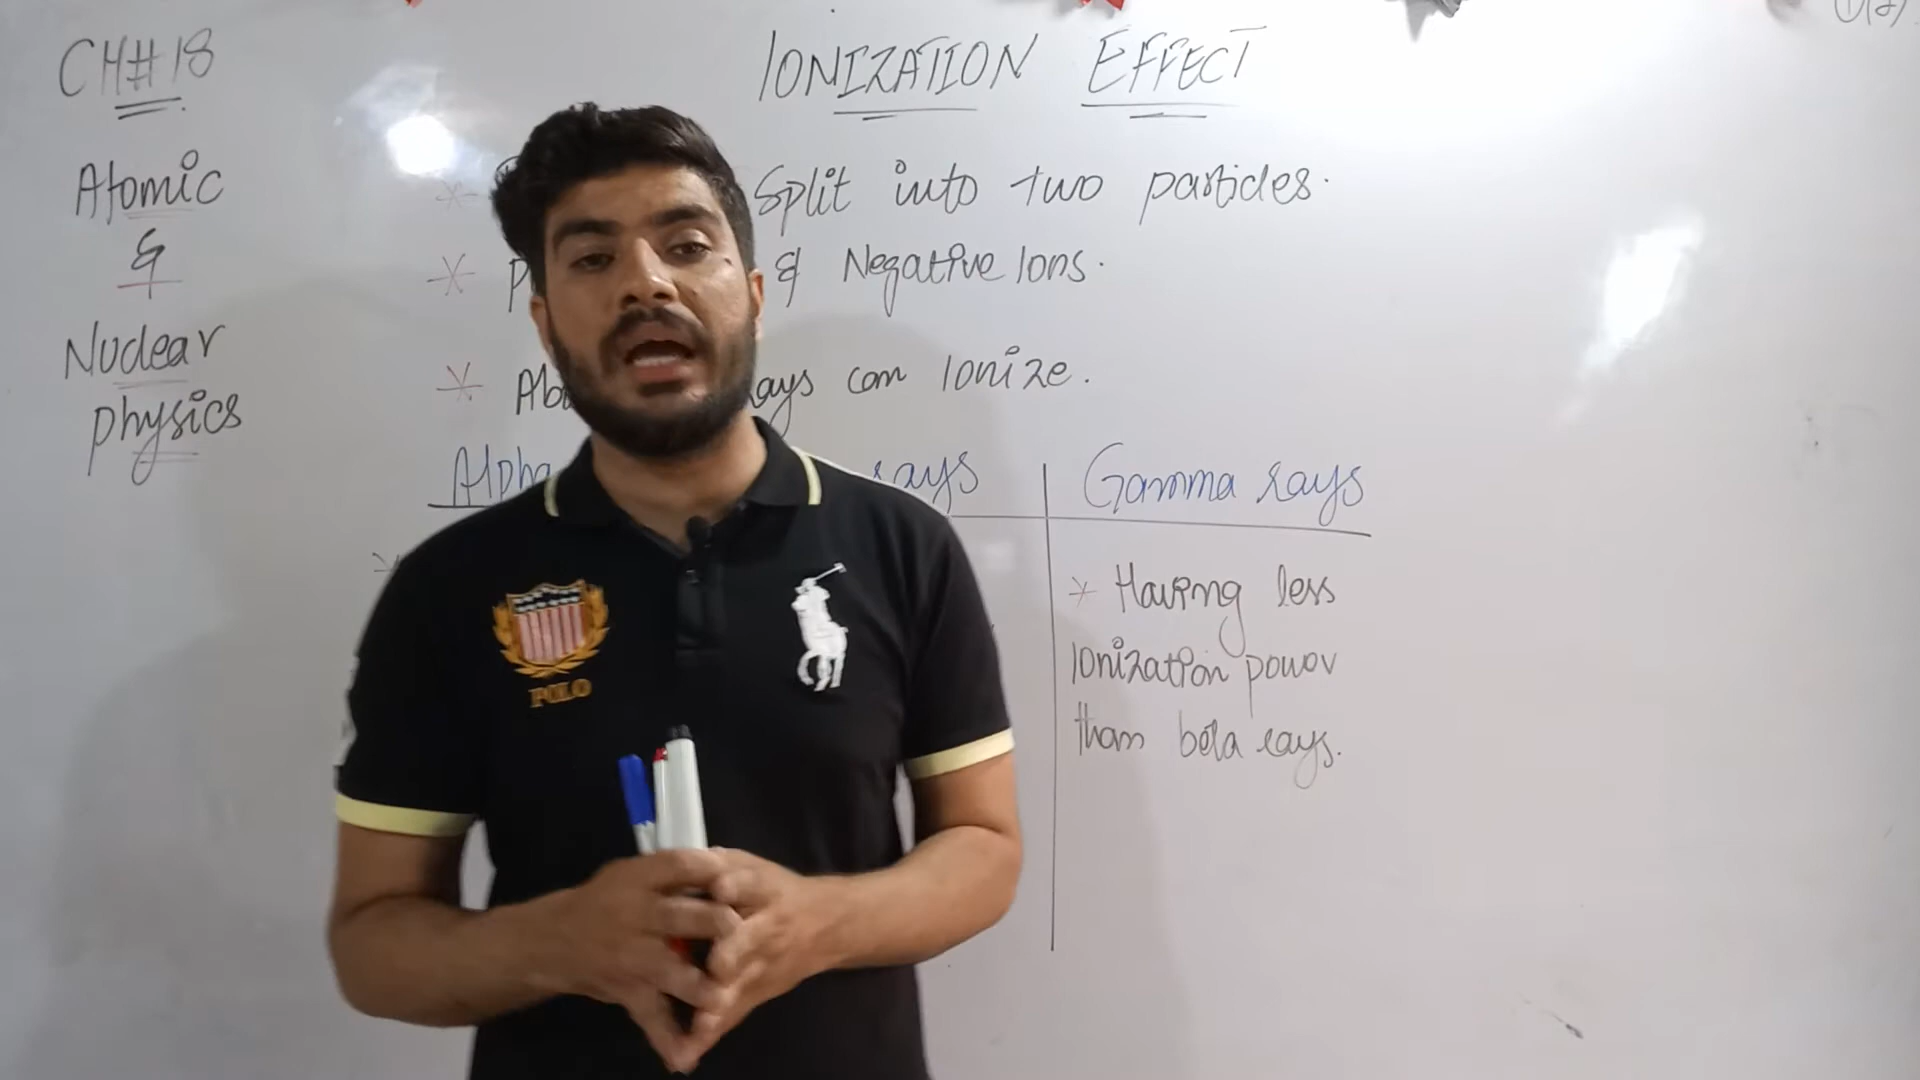 CH#18
Atomic
&
Nuclear
physics
IONIZATION EFFECT
Split into two particles.
& Negative Ions.
can Ionize.
Alpha rays Gamma rays
* Having less
Ionization power
than beta rays.
POLO